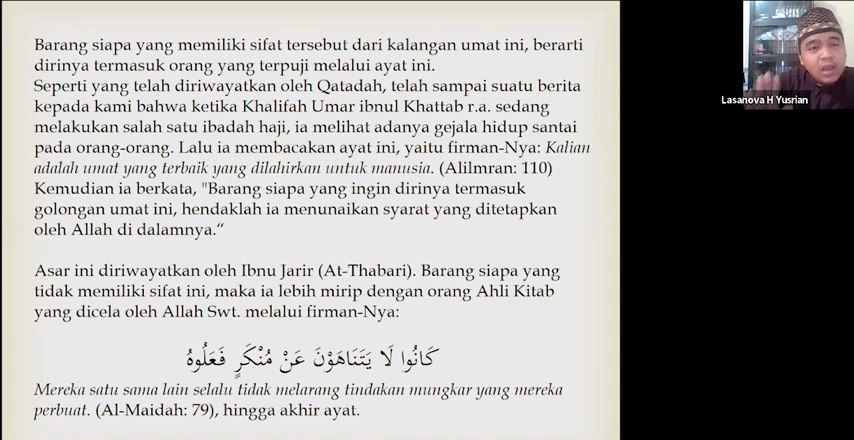 Barang siapa yang memiliki sifat tersebut dari kalangan umat ini, berarti
dirinya termasuk orang yang terpuji melalui ayat ini.
Seperti yang telah diriwayatkan oleh Qatadah, telah sampai suatu berita
kepada kami bahwa ketika Khalifah Umar ibnul Khattab r.a. sedang
melakukan salah satu ibadah haji, ia melihat adanya gejala hidup santai
pada orang-orang. Lalu ia membacakan ayat ini, yaitu firman-Nya: Kalian
adalah umat yang terbaik yang dilahirkan untuk manusia. (Alilmran: 110)
Kemudian ia berkata, "Barang siapa yang ingin dirinya termasuk
golongan umat ini, hendaklah ia menunaikan syarat yang ditetapkan
oleh Allah di dalamnya.“
Asar ini diriwayatkan oleh Ibnu Jarir (At-Thabari). Barang siapa yang
tidak memiliki sifat ini, maka ia lebih mirip dengan orang Ahli Kitab
yang dicela oleh Allah Swt. melalui firman-Nya:
كَانُوا لَا يَتَنَاهَوْنَ عَنْ مُنْكَرٍ فَعَلُوهُ
Mereka satu sama lain selalu tidak melarang tindakan mungkar yang mereka
perbuat. (Al-Maidah: 79), hingga akhir ayat.
Lasanova H Yusrian